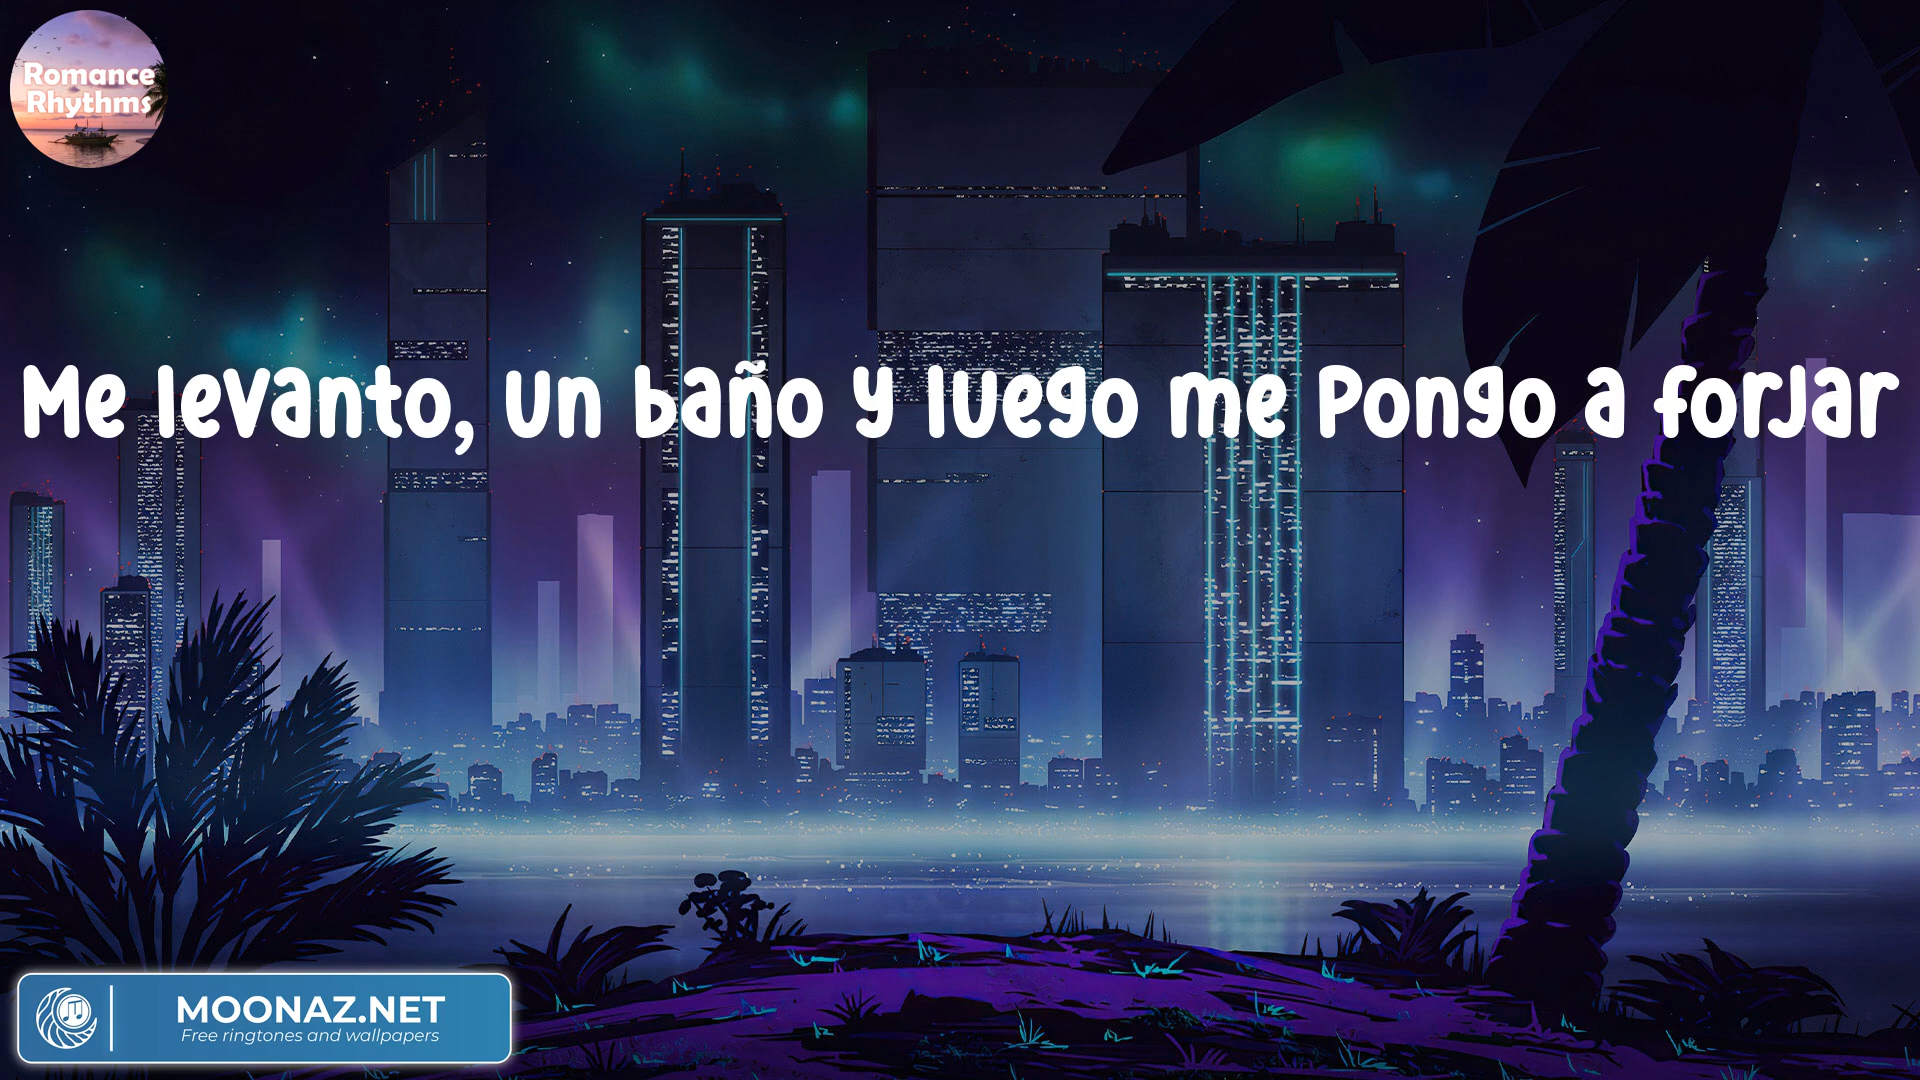 Romance
Rhythms
Me levanto, un baño y luego me Pongo a forJar
MOONAZ.NET
Free ringtones and wallpapers